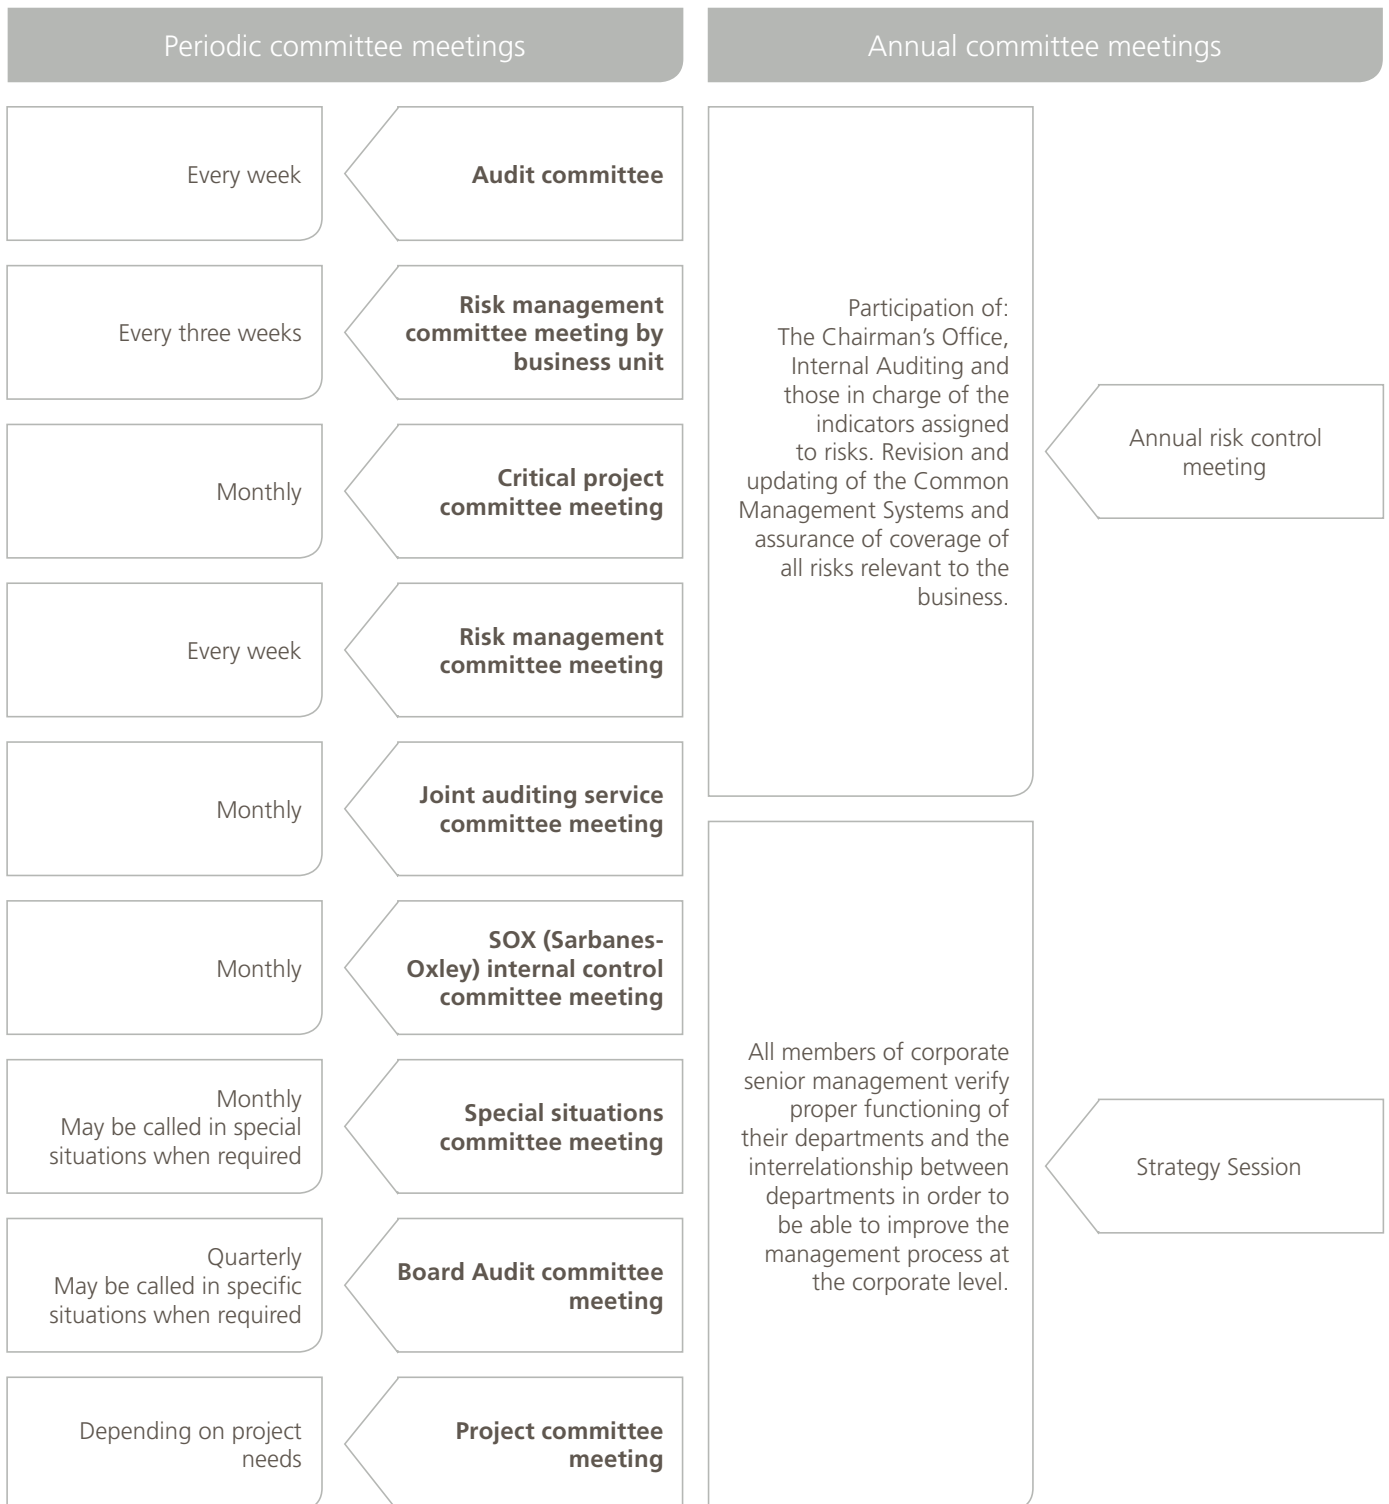 Periodic committee meetings
Every week
Audit committee
Every three weeks
Risk management
committee meeting by
business unit
Monthly
Critical project
committee meeting
Every week
Risk management
committee meeting
Monthly
Joint auditing service
committee meeting
Monthly
SOX (Sarbanes-
Oxley) internal control
committee meeting
Monthly
May be called in special
situations when required
Special situations
committee meeting
Quarterly
May be called in specific
situations when required
Board Audit committee
meeting
Depending on project
needs
Project committee
meeting
Annual committee meetings
Participation of:
The Chairman’s Office,
Internal Auditing and
those in charge of the
indicators assigned
to risks. Revision and
updating of the Common
Management Systems and
assurance of coverage of
all risks relevant to the
business.
Annual risk control
meeting
All members of corporate
senior management verify
proper functioning of
their departments and the
interrelationship between
departments in order to
be able to improve the
management process at
the corporate level.
Strategy Session